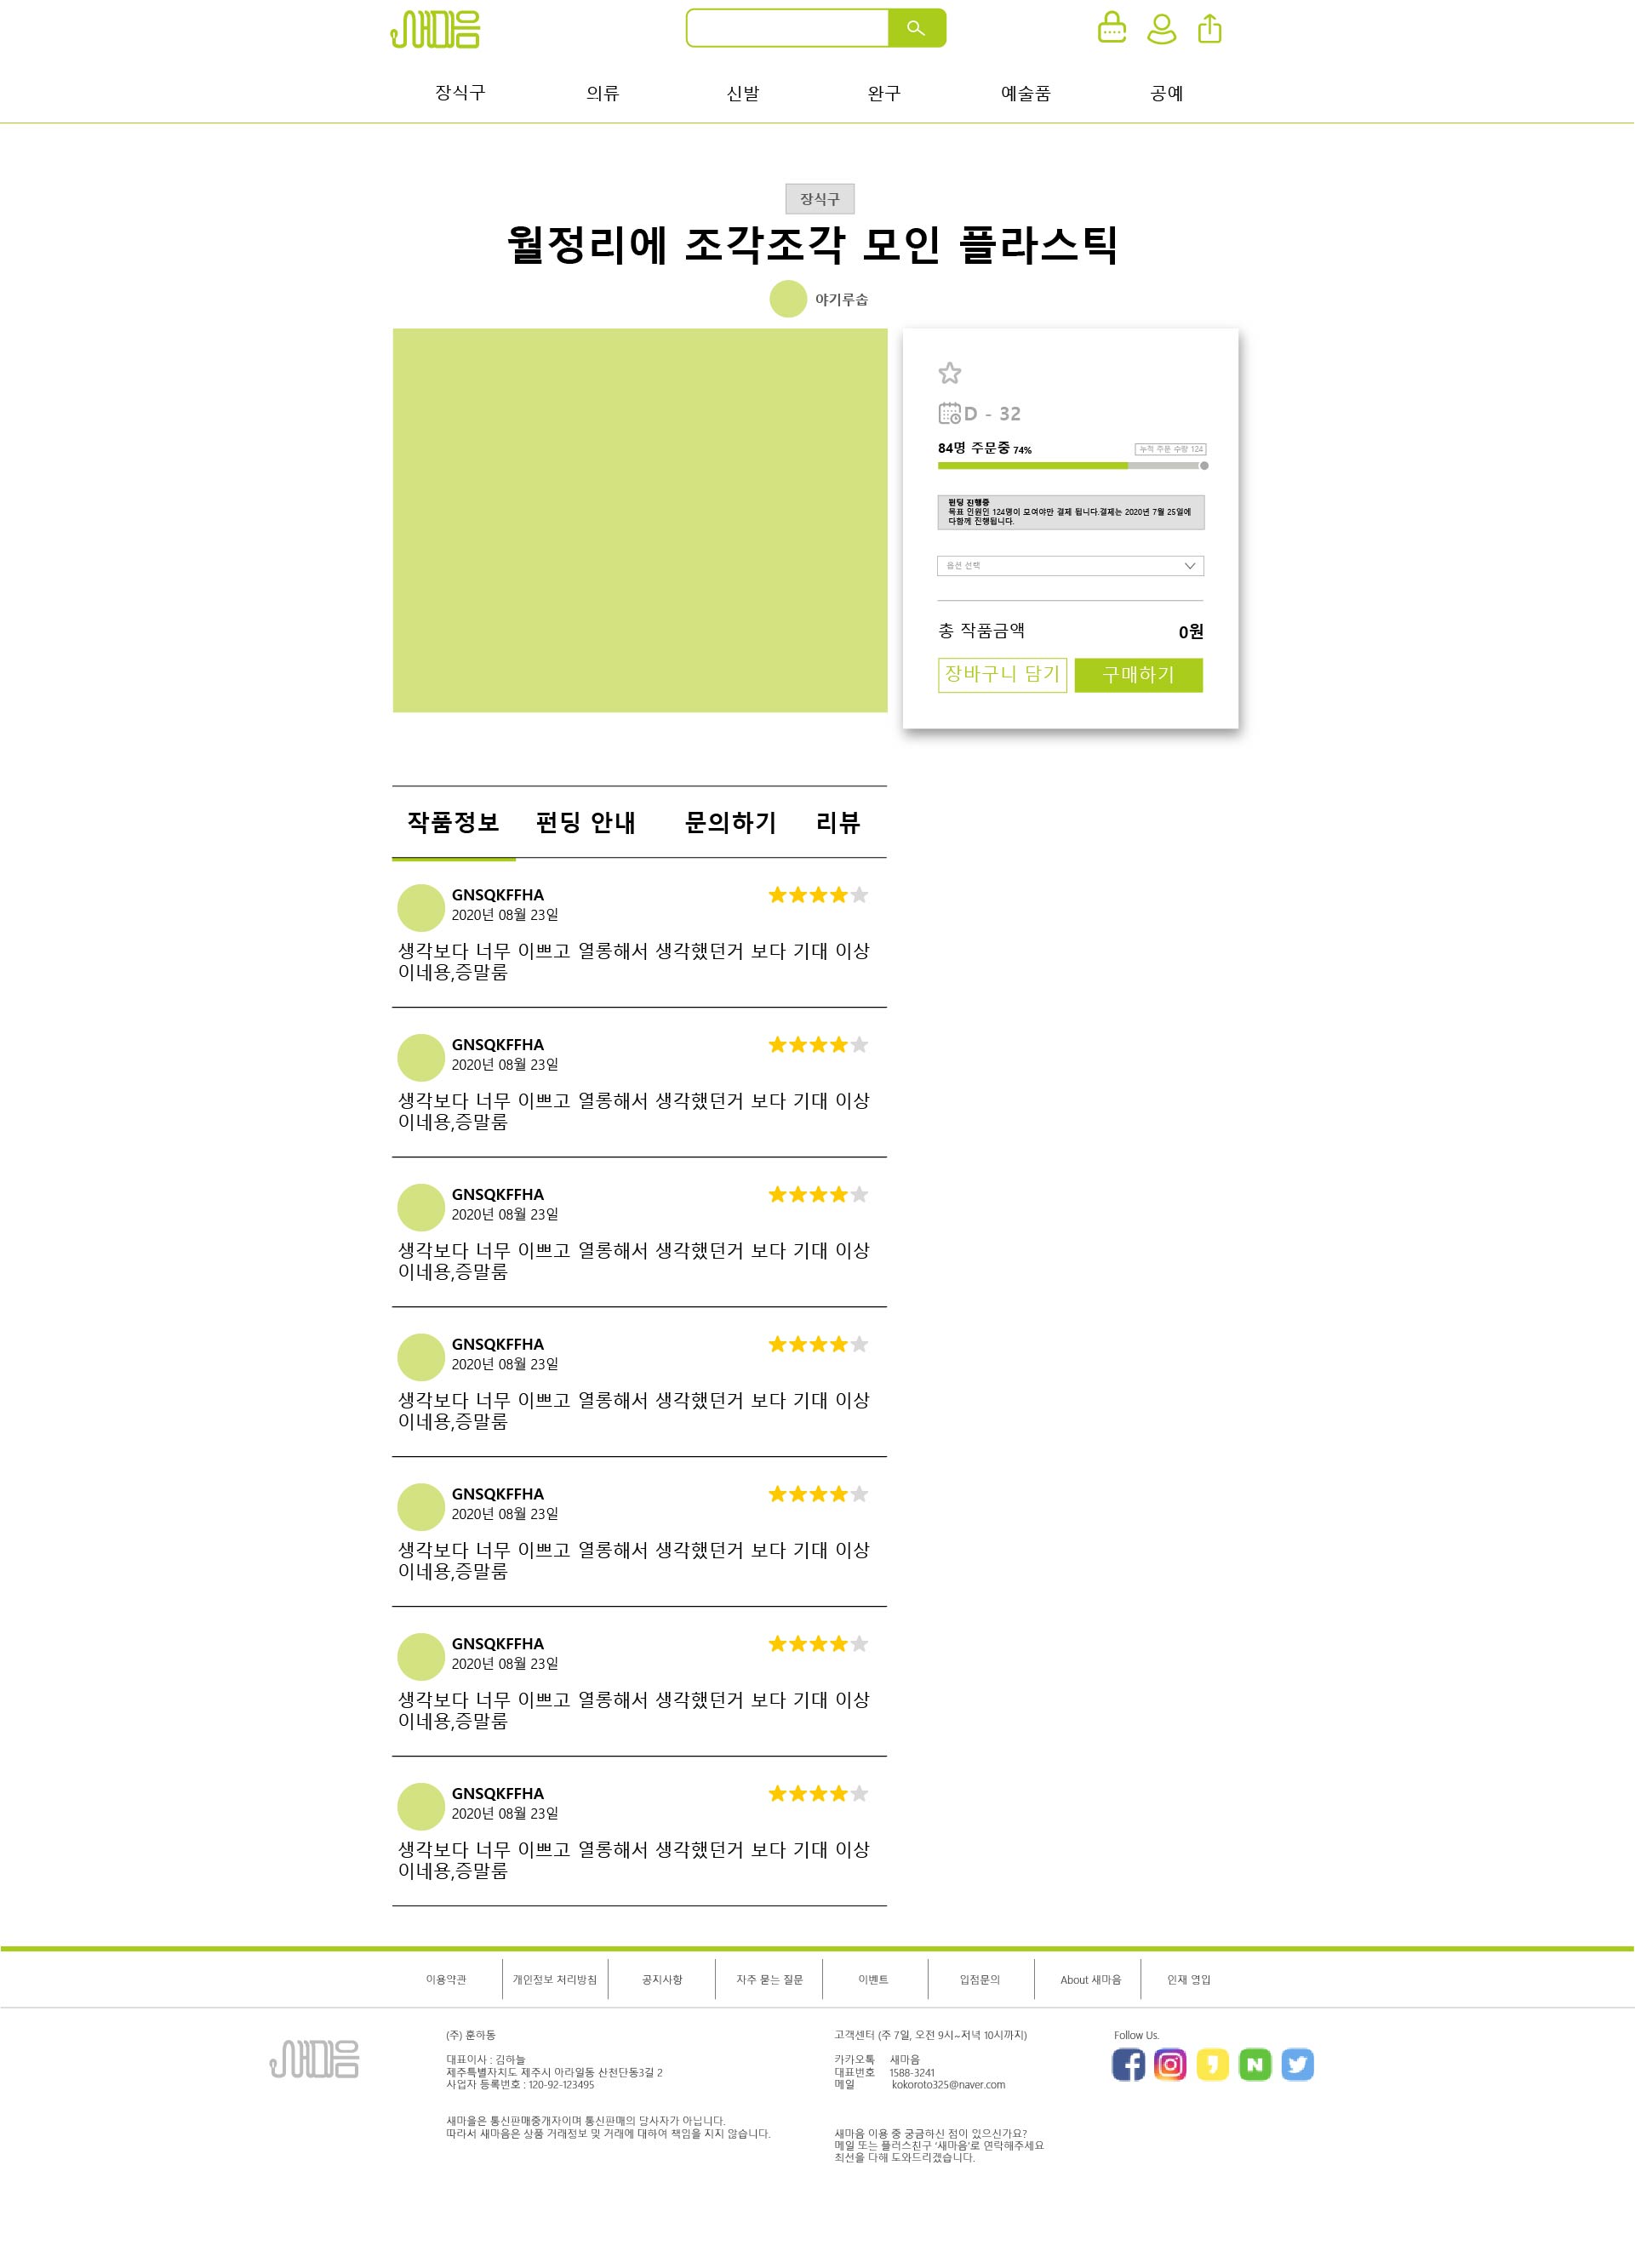 새마음
장식구 의류 신발 완구 예술품 공예
장식구
월정리에 조각조각 모인 플라스틱
야기루솝
D - 32
84명 주문중 74%
누적 주문 수량 124
펀딩 진행중
목표 인원인 124명이 모여야만 결제 됩니다.결제는 2020년 7월 25일에
다함께 진행됩니다.
옵션 선택
총 작품금액 0원
장바구니 담기 구매하기
작품정보 펀딩 안내 문의하기 리뷰
GNSQKFFHA
2020년 08월 23일
생각보다 너무 이쁘고 열롱해서 생각했던거 보다 기대 이상
이네용,증말룸
GNSQKFFHA
2020년 08월 23일
생각보다 너무 이쁘고 열롱해서 생각했던거 보다 기대 이상
이네용,증말룸
GNSQKFFHA
2020년 08월 23일
생각보다 너무 이쁘고 열롱해서 생각했던거 보다 기대 이상
이네용,증말룸
GNSQKFFHA
2020년 08월 23일
생각보다 너무 이쁘고 열롱해서 생각했던거 보다 기대 이상
이네용,증말룸
GNSQKFFHA
2020년 08월 23일
생각보다 너무 이쁘고 열롱해서 생각했던거 보다 기대 이상
이네용,증말룸
GNSQKFFHA
2020년 08월 23일
생각보다 너무 이쁘고 열롱해서 생각했던거 보다 기대 이상
이네용,증말룸
GNSQKFFHA
2020년 08월 23일
생각보다 너무 이쁘고 열롱해서 생각했던거 보다 기대 이상
이네용,증말룸
이용약관 개인정보 처리방침 공지사항 자주 묻는 질문 이벤트 입점문의 About 새마음 인재 영입
새마음
(주) 훈하동
대표이사 : 김하늘
제주특별자치도 제주시 아라일동 산천단동3길 2
사업자 등록번호 : 120-92-123495
새마을은 통신판매중개자이며 통신판매의 당사자가 아닙니다.
따라서 새마음은 상품 거래정보 및 거래에 대하여 책임을 지지 않습니다.
고객센터 (주 7일, 오전 9시~저녁 10시까지)
카카오톡 새마음
대표번호 1588-3241
메일 kokoroto325@naver.com
새마음 이용 중 궁금하신 점이 있으신가요?
메일 또는 플러스친구 '새마음'로 연락해주세요
최선을 다해 도와드리겠습니다.
Follow Us.